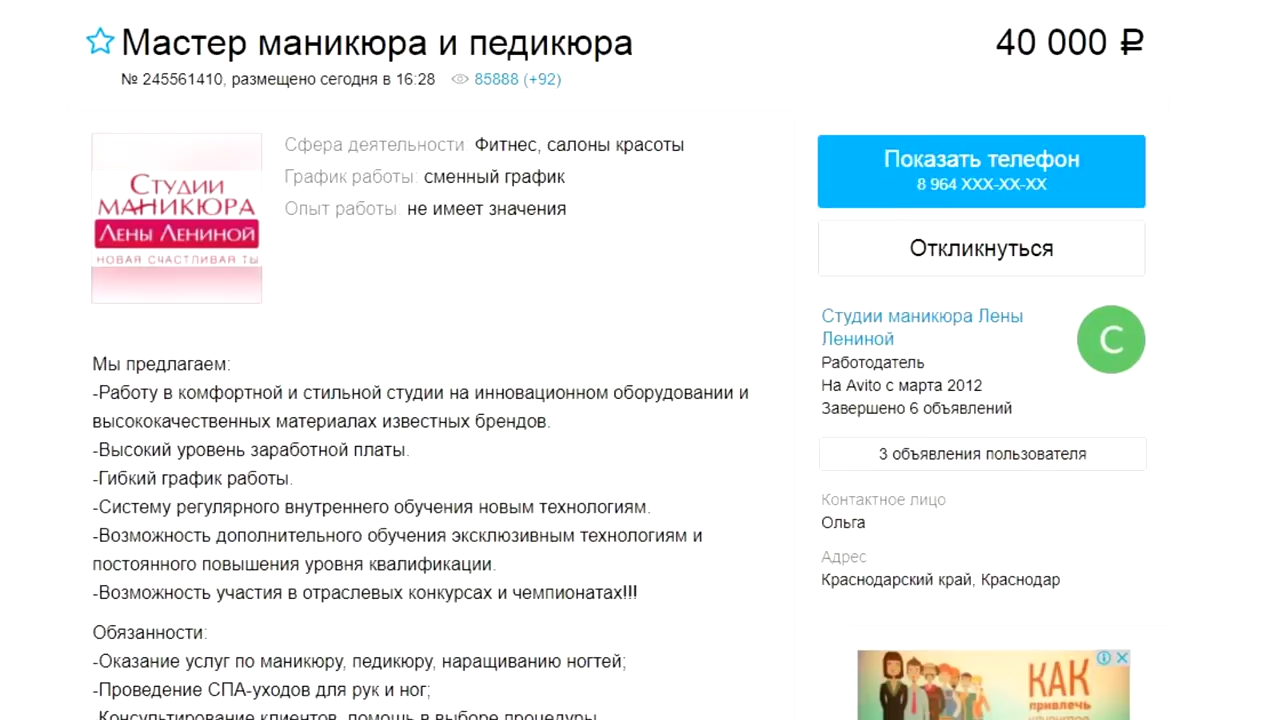 Мастер маникюра и педикюра
40 000 ₽
№ 245561410, размещено сегодня в 16:28 85888 (+92)
Студии
маникюра
Лены Лениной
новая счастливая ты
Сфера деятельности Фитнес, салоны красоты
График работы: сменный график
Опыт работы: не имеет значения
Показать телефон
8 964 XXX-XX-XX
Откликнуться
Студии маникюра Лены
Лениной
Работодатель
На Avito с марта 2012
Завершено 6 объявлений
С
3 объявления пользователя
Контактное лицо
Ольга
Адрес
Краснодарский край, Краснодар
Мы предлагаем:
-Работу в комфортной и стильной студии на инновационном оборудовании и
высококачественных материалах известных брендов.
-Высокий уровень заработной платы.
-Гибкий график работы.
-Систему регулярного внутреннего обучения новым технологиям.
-Возможность дополнительного обучения эксклюзивным технологиям и
постоянного повышения уровня квалификации.
-Возможность участия в отраслевых конкурсах и чемпионатах!!!
Обязанности:
-Оказание услуг по маникюру, педикюру, наращиванию ногтей;
-Проведение СПА-уходов для рук и ног;
-Консультирование клиентов, помощь в выборе процедуры
КАК
привлечь